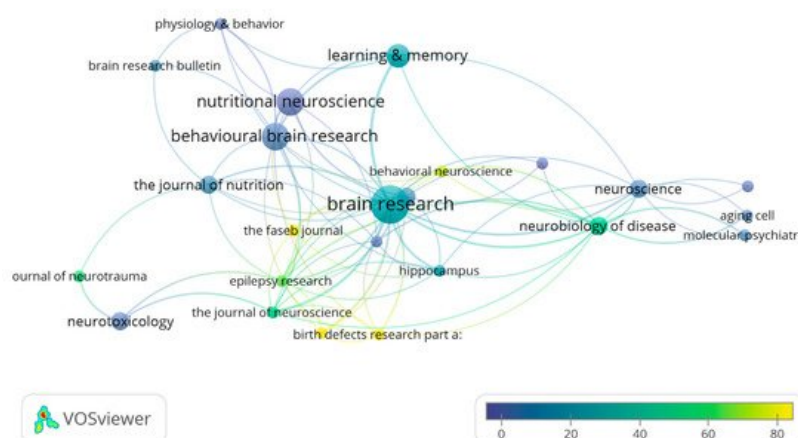 physiology & behavior
learning & memory
brain research bulletin
nutritional neuroscience
behavioural brain research
behavioral neuroscience
the journal of nutrition
neuroscience
brain research
aging cell
the faseb journal
neurobiology of disease
molecular psychiatr
hippocampus
ournal of neurotrauma
epilepsy research
the journal of neuroscience
neurotoxicology
birth defects research part a:
VOSviewer
0 20 40 60 80